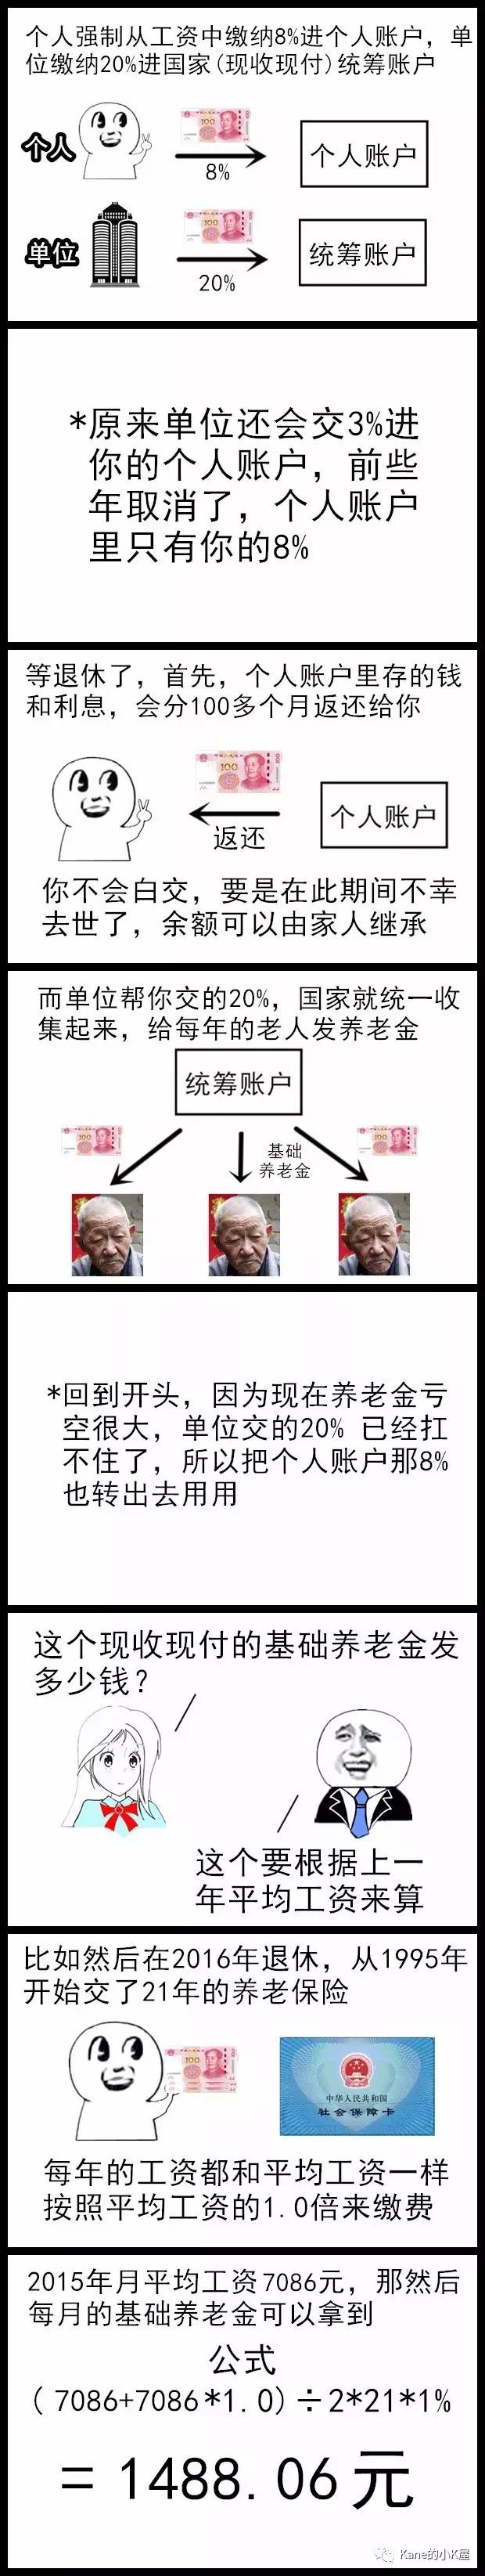 个人强制从工资中缴纳8%进个人账户，单
位缴纳20%进国家(现收现付)统筹账户
个人
100
8%
个人账户
单位
100
20%
统筹账户
*原来单位还会交3%进
你的个人账户，前些
年取消了，个人账户
里只有你的8%
等退休了，首先，个人账户里存的钱
和利息，会分100多个月返还给你
100
返还
个人账户
你不会白交，要是在此期间不幸
去世了，余额可以由家人继承
而单位帮你交的20%，国家就统一收
集起来，给每年的老人发养老金
统筹账户
100
基础
养老金
100
*回到开头，因为现在养老金亏
空很大，单位交的20% 已经扛
不住了，所以把个人账户那8%
也转出去用用
这个现收现付的基础养老金发
多少钱？
这个要根据上一
年平均工资来算
比如然后在2016年退休，从1995年
开始交了21年的养老保险
100
中华人民共和国
社会保障卡
每年的工资都和平均工资一样
按照平均工资的1.0倍来缴费
2015年月平均工资7086元，那然后
每月的基础养老金可以拿到
公式
(7086+7086*1.0)÷2*21*1%
=1488.06元
Kane的小K屋